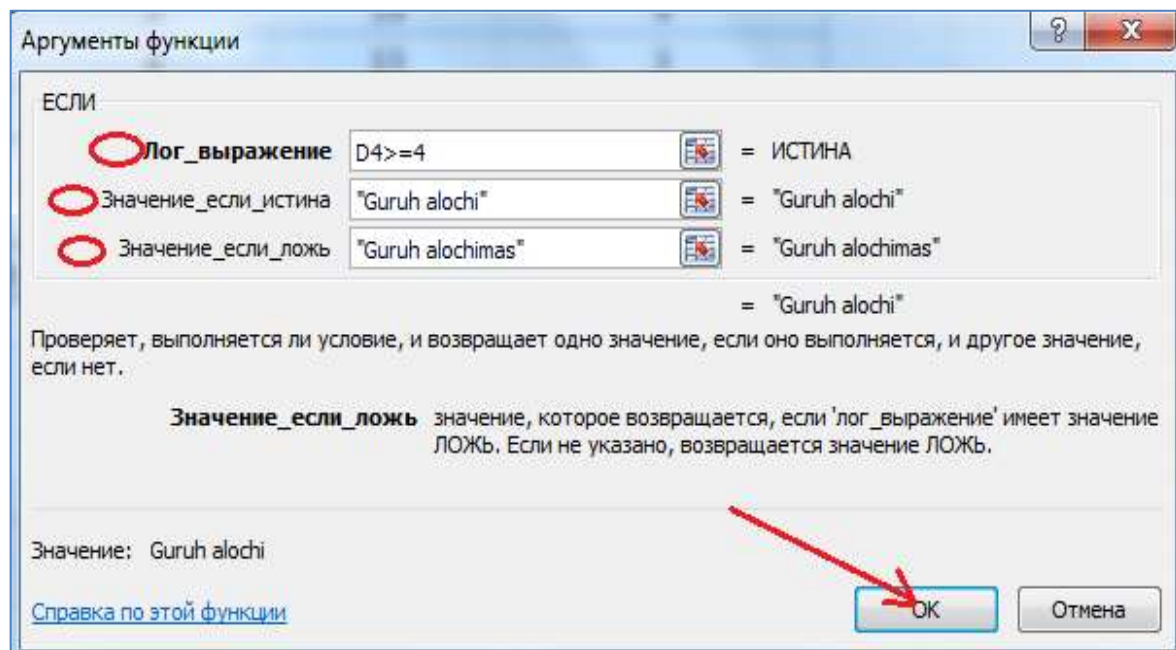 Аргументы функции
? X
ЕСЛИ
Лог_выражение D4>=4 = ИСТИНА
Значение_если_истина "Guruh alochi" = "Guruh alochi"
Значение_если_ложь "Guruh alochimas" = "Guruh alochimas"
= "Guruh alochi"
Проверяет, выполняется ли условие, и возвращает одно значение, если оно выполняется, и другое значение,
если нет.
Значение_если_ложь значение, которое возвращается, если 'лог_выражение' имеет значение
ЛОЖЬ. Если не указано, возвращается значение ЛОЖЬ.
Значение: Guruh alochi
Справка по этой функции OK Отмена